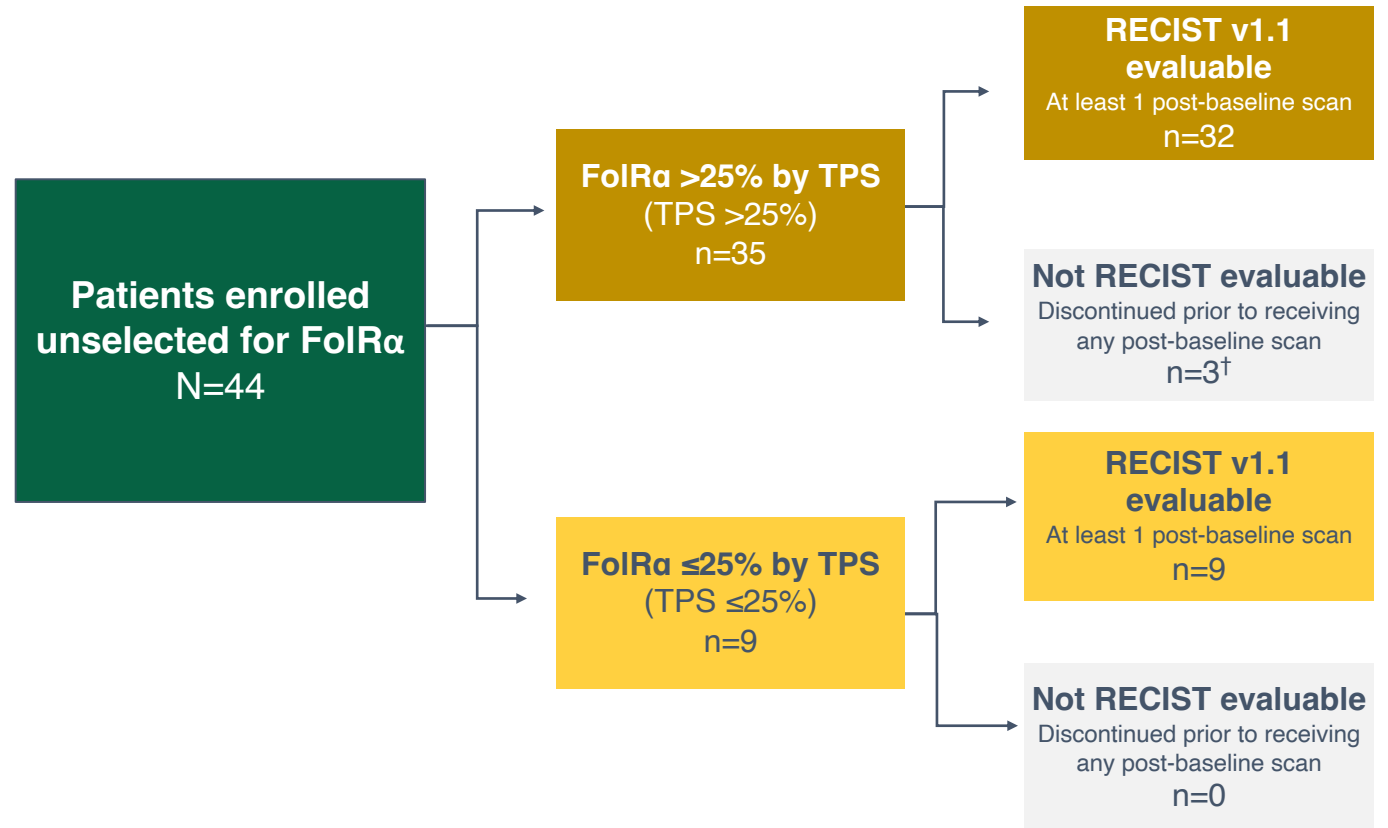 Patients enrolled
unselected for FolRα
N=44
FolRα >25% by TPS
(TPS >25%)
n=35
FolRα ≤25% by TPS
(TPS ≤25%)
n=9
RECIST v1.1
evaluable
At least 1 post-baseline scan
n=32
Not RECIST evaluable
Discontinued prior to receiving
any post-baseline scan
n=3†
RECIST v1.1
evaluable
At least 1 post-baseline scan
n=9
Not RECIST evaluable
Discontinued prior to receiving
any post-baseline scan
n=0